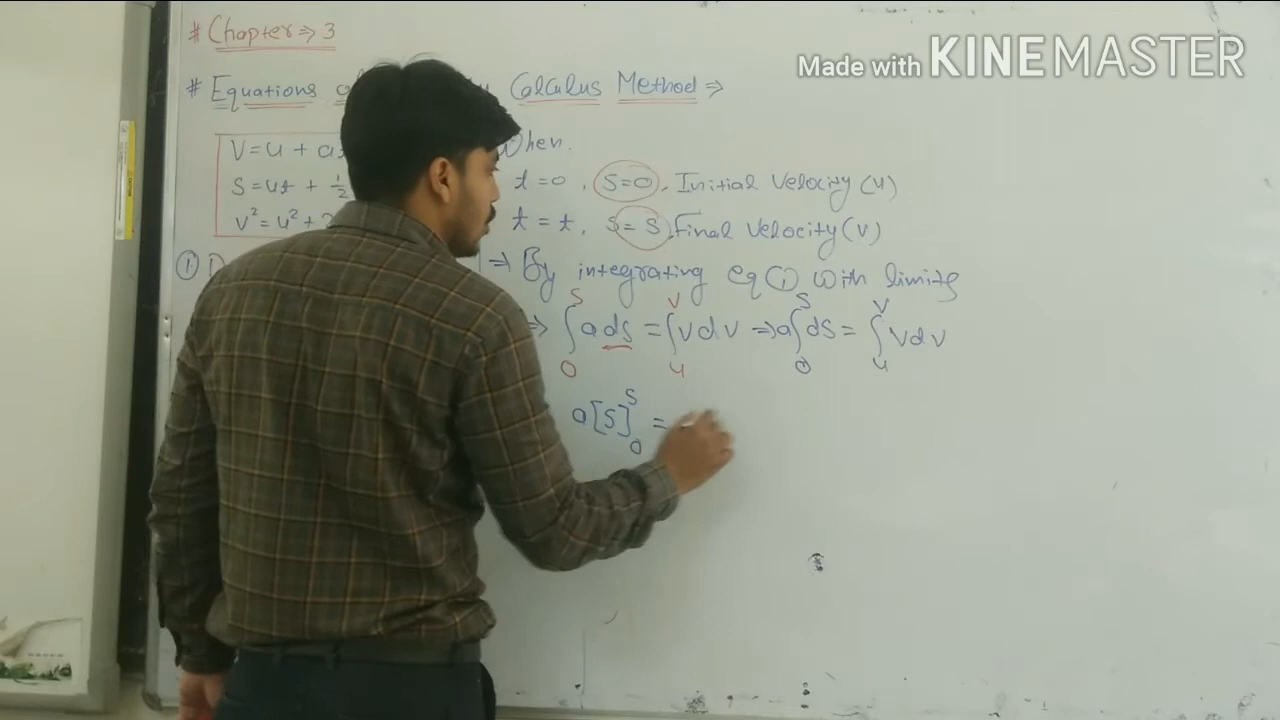 Made with KINEMASTER
# Chapter ⇒ 3
# Equations Calculus Method ⇒
V = u + a
S = ut + 1/2
v² = u² +
When.
t = 0, S = 0, Initial Velocity (u)
t = t, S = S, Final Velocity (v)
①
⇒ By integrating eq ① with limits
⇒ ∫₀ˢ a ds = ∫ᵤᵛ v dv ⇒ a ∫₀ˢ ds = ∫ᵤᵛ v dv
a[S]₀ˢ =